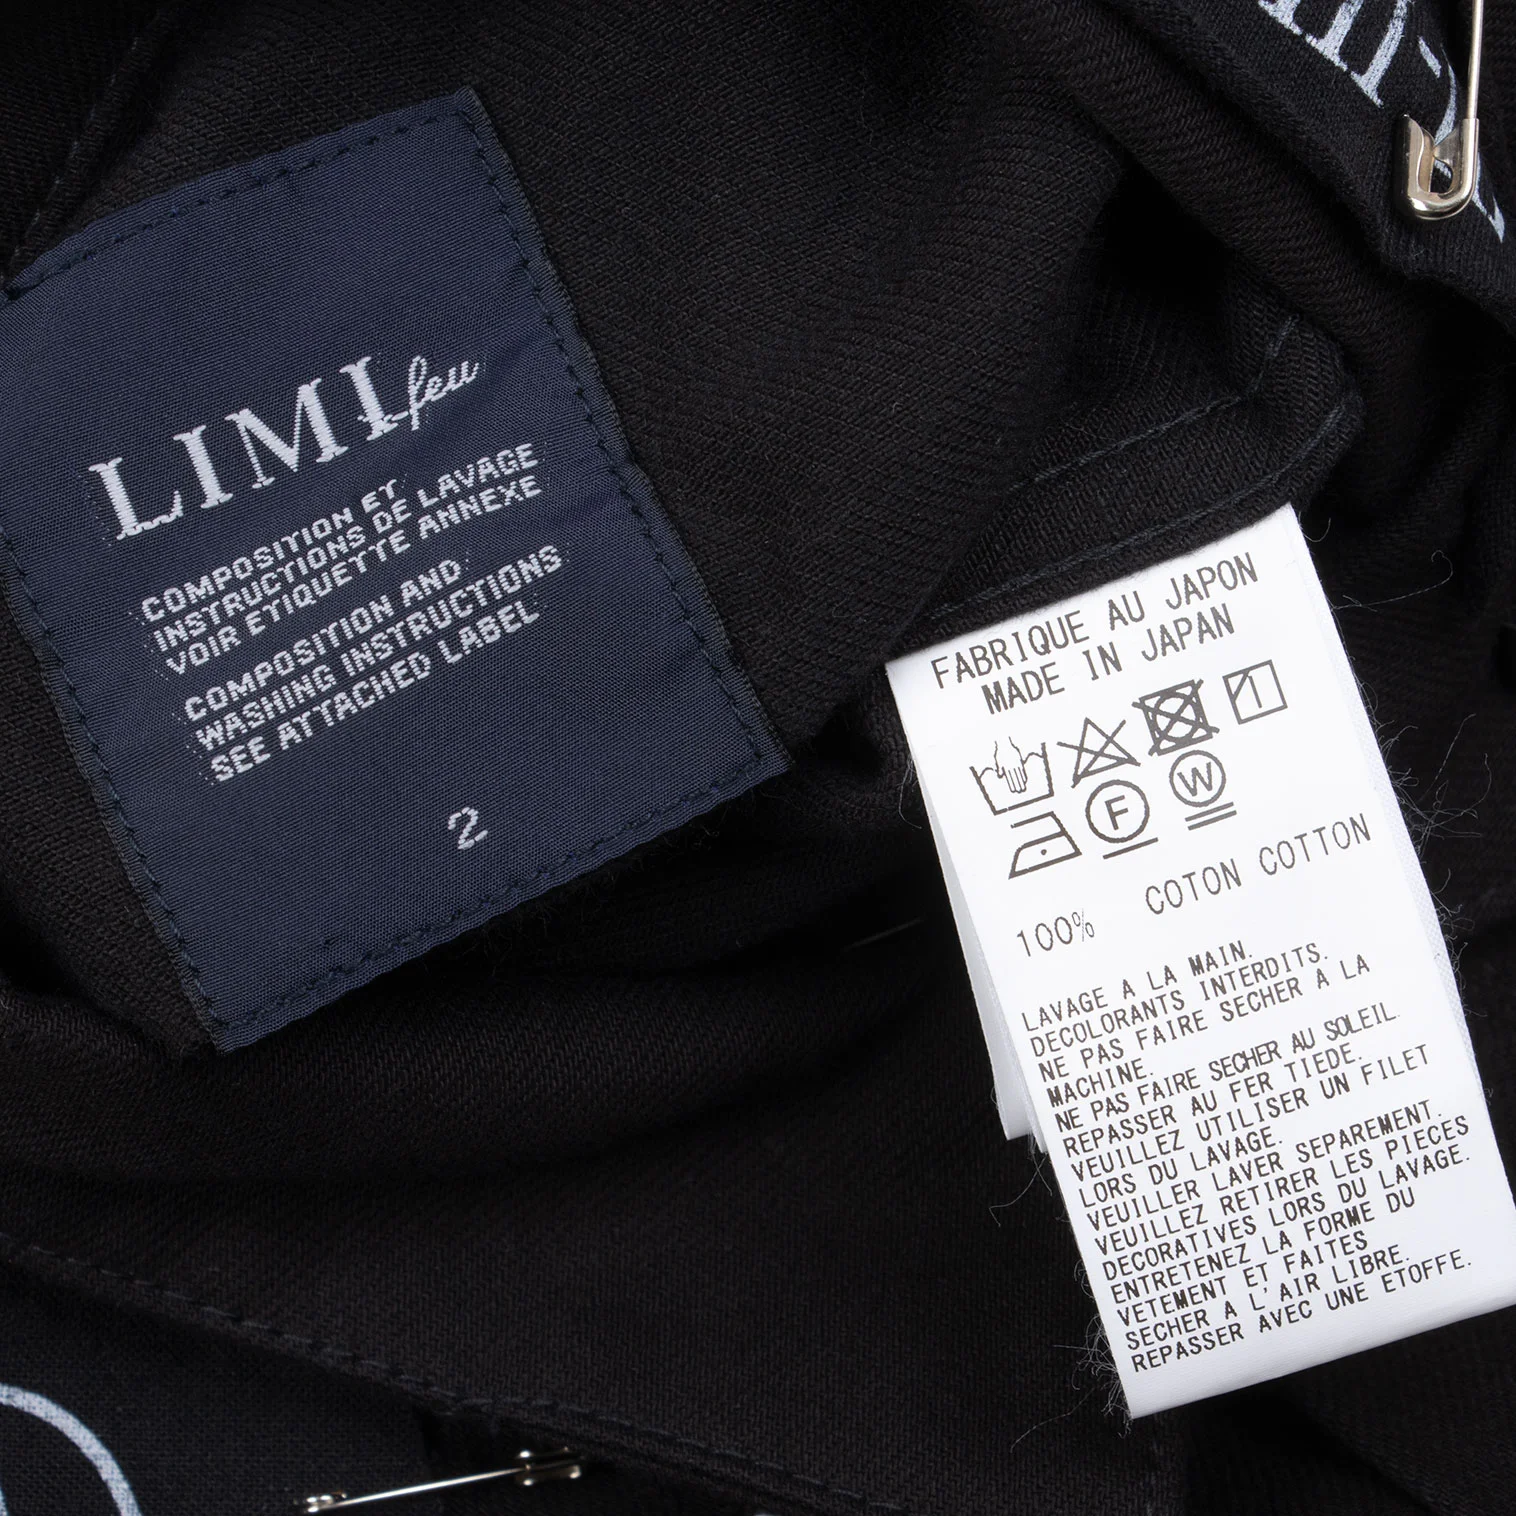 LIMI feu
COMPOSITION ET
INSTRUCTIONS DE LAVAGE
VOIR ETIQUETTE ANNEXE
COMPOSITION AND
WASHING INSTRUCTIONS
SEE ATTACHED LABEL
2
FABRIQUE AU JAPON
MADE IN JAPAN
1
F
W
100% COTON COTTON
LAVAGE A LA MAIN.
DECOLORANTS INTERDITS.
NE PAS FAIRE SECHER A LA
MACHINE.
NE PAS FAIRE SECHER AU SOLEIL.
REPASSER AU FER TIEDE.
VEUILLEZ UTILISER UN FILET
LORS DU LAVAGE.
VEUILLER LAVER SEPAREMENT.
VEUILLEZ RETIRER LES PIECES
DECORATIVES LORS DU LAVAGE.
ENTRETENEZ LA FORME DU
VETEMENT ET FAITES
SECHER A L'AIR LIBRE.
REPASSER AVEC UNE ETOFFE.